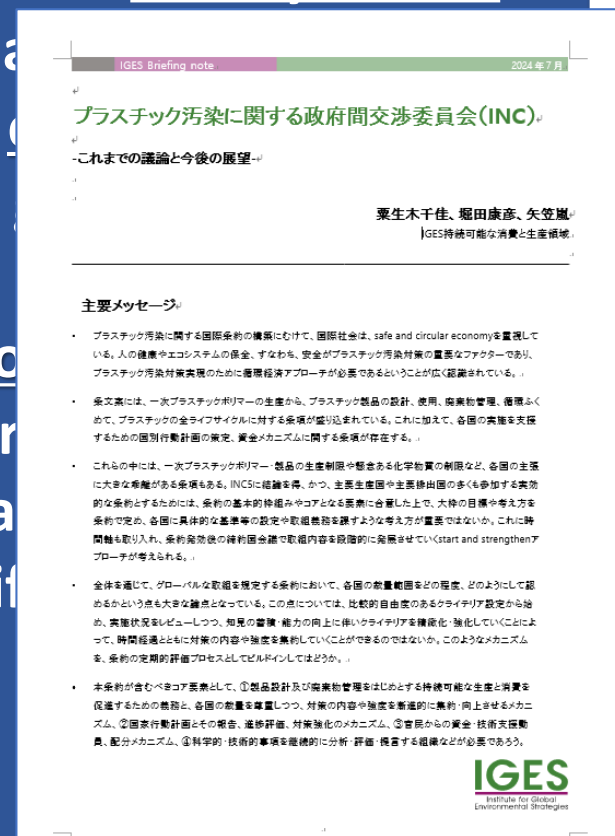 IGES Briefing note
2024年7月
プラスチック汚染に関する政府間交渉委員会(INC)
-これまでの議論と今後の展望-
粟生木千佳、堀田康彦、矢笠嵐
IGES持続可能な消費と生産領域
主要メッセージ
• プラスチック汚染に関する国際条約の構築にむけて、国際社会は、safe and circular economyを重視して
いる。人の健康やエコシステムの保全、すなわち、安全がプラスチック汚染対策の重要なファクターであり、
プラスチック汚染対策実現のために循環経済アプローチが必要であるということが広く認識されている。
• 条文案には、一次プラスチックポリマーの生産から、プラスチック製品の設計、使用、廃棄物管理、循環ふく
めて、プラスチックの全ライフサイクルに対する条項が盛り込まれている。これに加えて、各国の実施を支援
するための国別行動計画の策定、資金メカニズムに関する条項が存在する。
• これらの中には、一次プラスチックポリマー・製品の生産制限や懸念ある化学物質の制限など、各国の主張
に大きな乖離がある条項もある。INC5に結論を得、かつ、主要生産国や主要排出国の多くも参加する実効
的な条約とするためには、条約の基本的枠組みやコアとなる要素に合意した上で、大枠の目標や考え方を
条約で定め、各国に具体的な基準等の設定や取組義務を課すような考え方が重要ではないか。これに時
間軸も取り入れ、条約発効後の締約国会議で取組内容を段階的に発展させていくstart and strengthenア
プローチが考えられる。
• 全体を通じて、グローバルな取組を規定する条約において、各国の裁量範囲をどの程度、どのようにして認
めるかという点も大きな論点となっている。この点については、比較的自由度のあるクライテリア設定から始
め、実施状況をレビューしつつ、知見の蓄積・能力の向上に伴いクライテリアを精緻化・強化していくことによ
って、時間経過とともに対策の内容や強度を集約していくことができるのではないか。このようなメカニズム
を、条約の定期的評価プロセスとしてビルドインしてはどうか。
• 本条約が含むべきコア要素として、①製品設計及び廃棄物管理をはじめとする持続可能な生産と消費を
促進するための義務と、各国の裁量を尊重しつつ、対策の内容や強度を漸進的に集約・向上させるメカニ
ズム、②国家行動計画とその報告、進捗評価、対策強化のメカニズム、③官民からの資金・技術支援動
員、配分メカニズム、④科学的・技術的事項を継続的に分析・評価・提言する組織などが必要であろう。
IGES
Institute for Global
Environmental Strategies